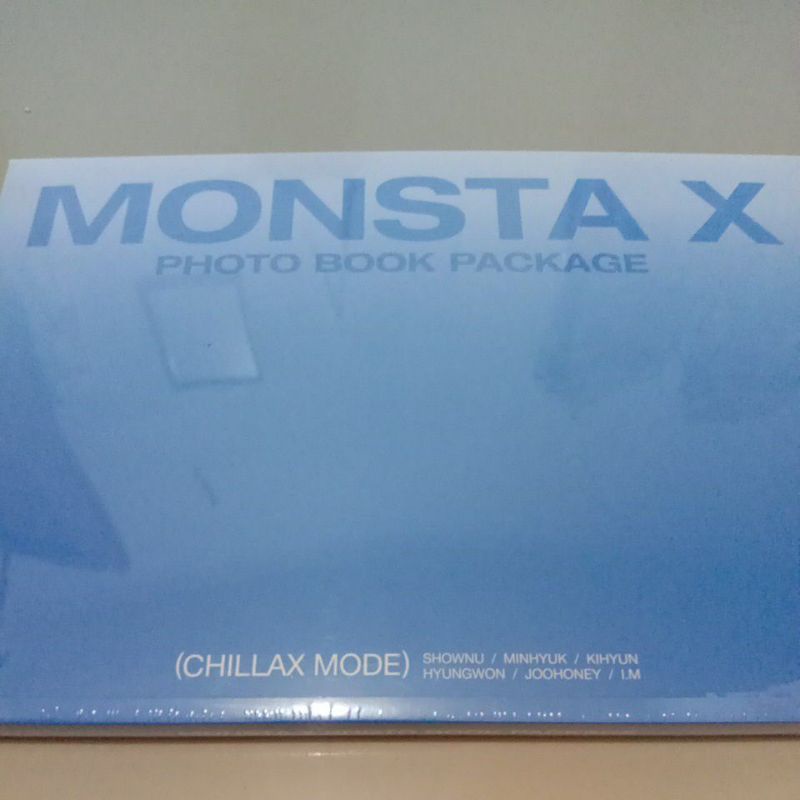 MONSTA X
PHOTO BOOK PACKAGE
(CHILLAX MODE) SHOWNU / MINHYUK / KIHYUN
HYUNGWON / JOOHONEY / I.M